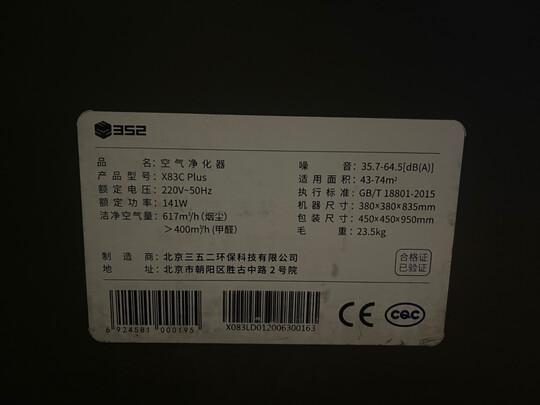 352
品名：空气净化器
产品型号：X83C Plus
额定电压：220V~50Hz
额定功率：141W
洁净空气量：617m³/h (烟尘)
>400m³/h (甲醛)
噪音：35.7-64.5[dB(A)]
适用面积：43-74m²
执行标准：GB/T 18801-2015
机器尺寸：380×380×835mm
包装尺寸：450×450×950mm
毛重：23.5kg
制造商：北京三五二环保科技有限公司
地址：北京市朝阳区胜古中路2号院
合格证
已验证
6 924581 000195
X083LD012006300163
CE
CQC